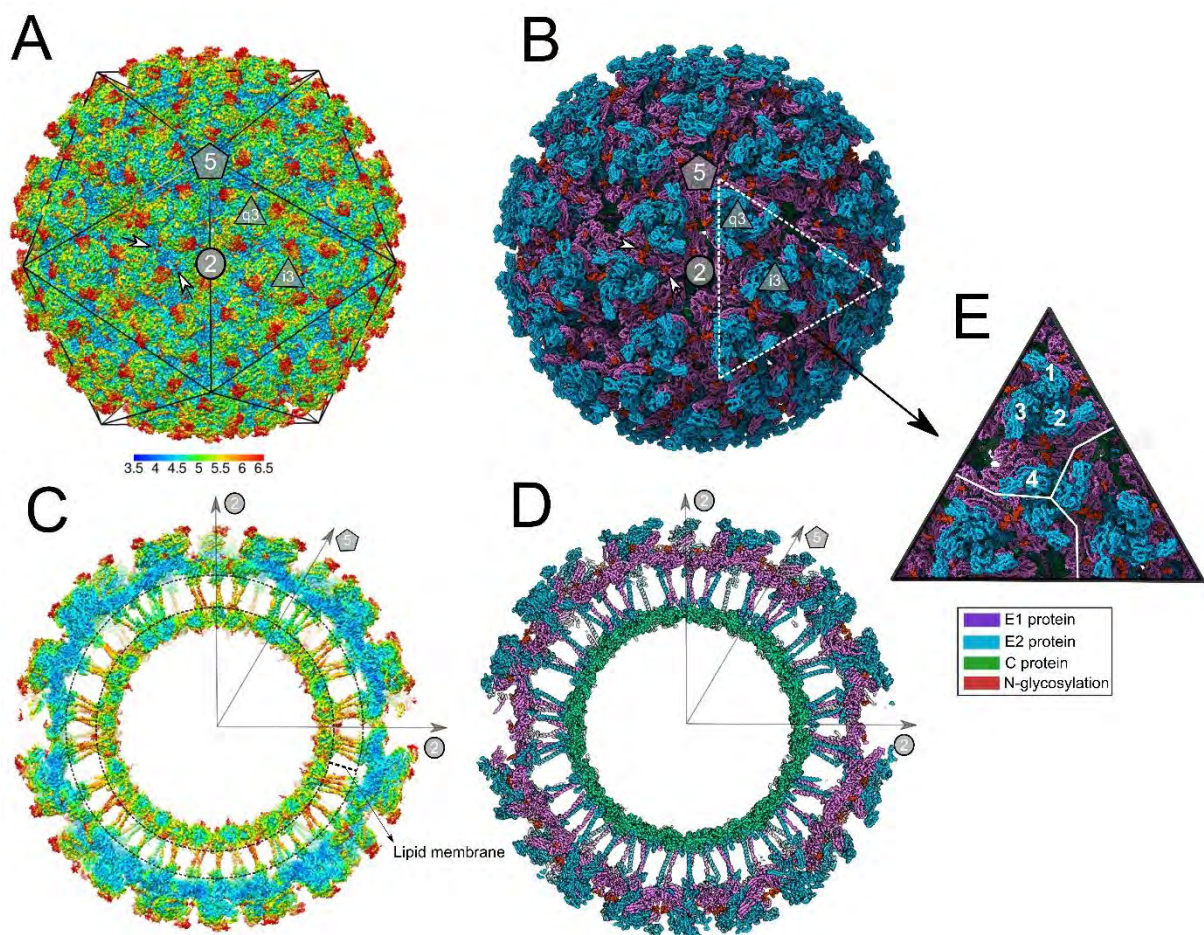 A
5
q3
2
i3
3.5 4 4.5 5 5.5 6 6.5
B
5
q3
2
i3
E
1
3
2
4
C
2
5
2
Lipid membrane
D
2
5
2
E1 protein
E2 protein
C protein
N-glycosylation